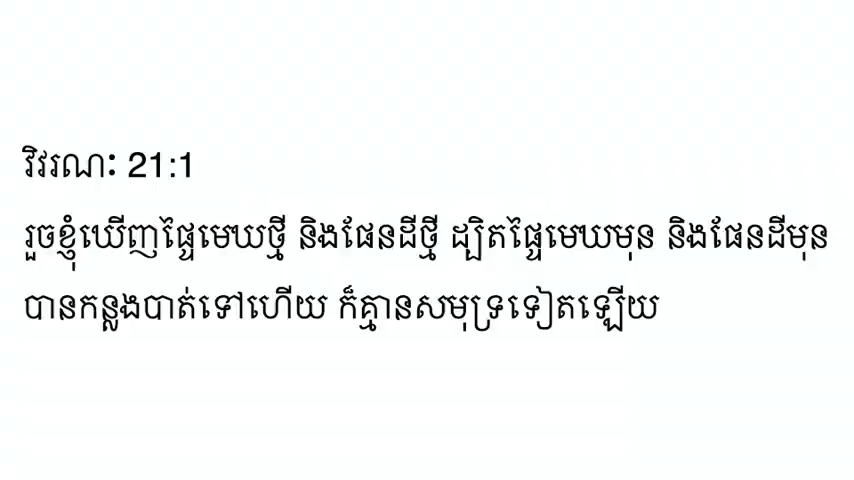 វិវរណៈ 21:1
រួចខ្ញុំឃើញផ្ទៃមេឃថ្មី និងផែនដីថ្មី ដ្បិតផ្ទៃមេឃមុន និងផែនដីមុន
បានកន្លងបាត់ទៅហើយ ក៏គ្មានសមុទ្រទៀតឡើយ